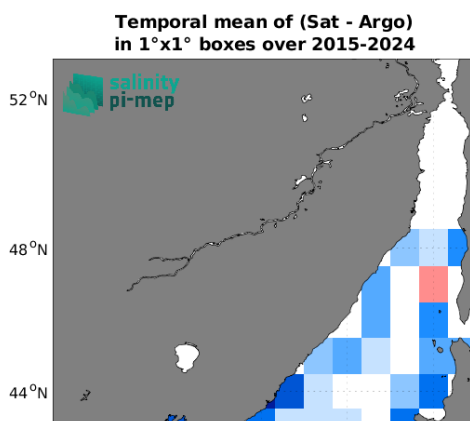 Temporal mean of (Sat - Argo)
in 1°x1° boxes over 2015-2024
salinity
pi-mep
52°N
48°N
44°N